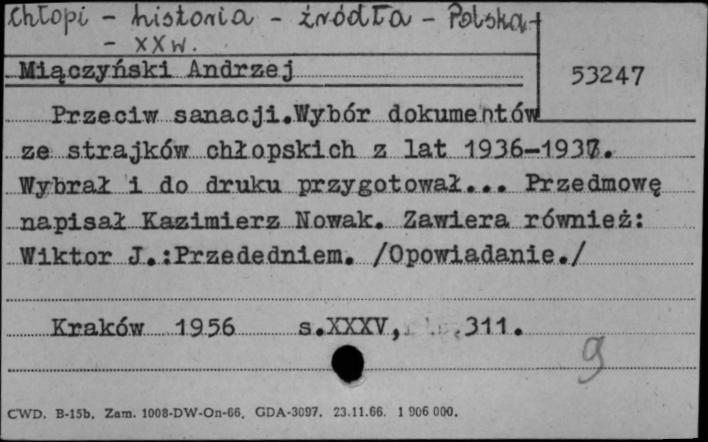 chłopi - historia - źródła - Polska -
- XX w.
Miączyński Andrzej
53247
Przeciw sanacji.Wybór dokumentów
ze strajków chłopskich z lat 1936-1937.
Wybrał i do druku przygotował... Przedmowę
napisał Kazimierz Nowak. Zawiera również:
Wiktor J.:Przededniem. /Opowiadanie./
Kraków 1956 s.XXXV, 311.
9
CWD. B-15b. Zam. 1008-DW-On-66. GDA-3097. 23.11.66. 1 906 000.